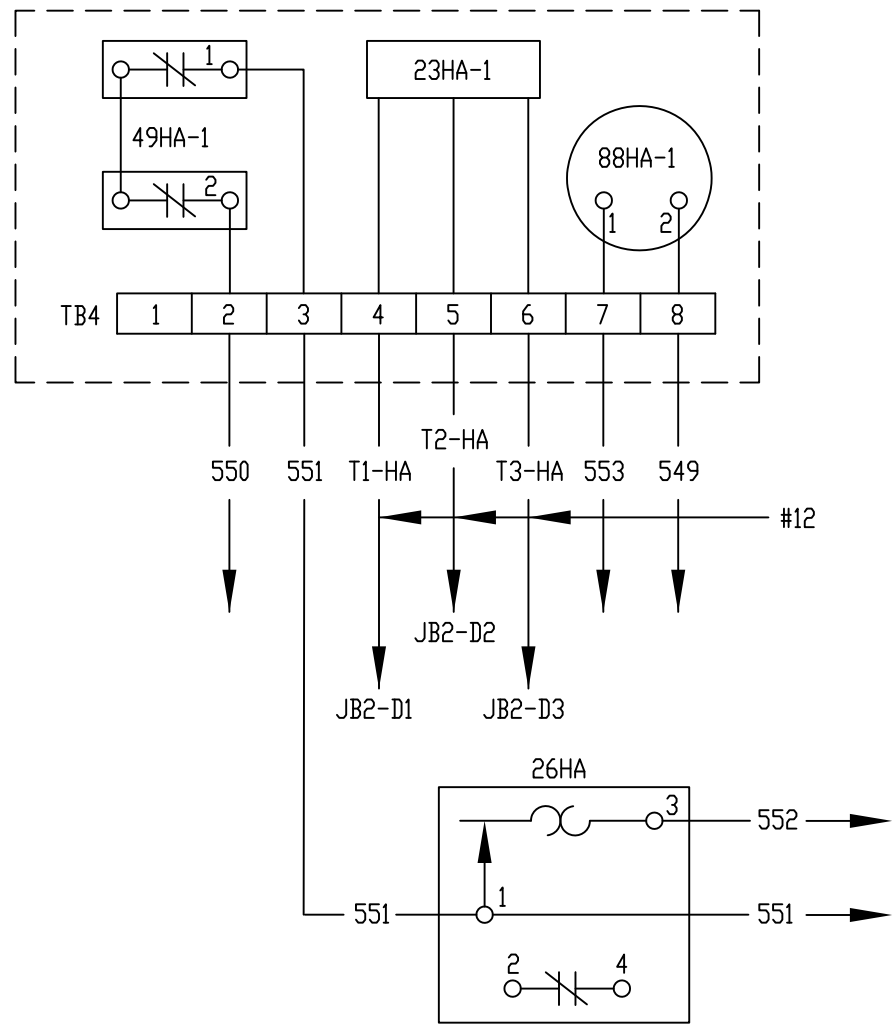 1
23HA-1
49HA-1
88HA-1
2
1 2
TB4 1 2 3 4 5 6 7 8
T2-HA
550 551 T1-HA T3-HA 553 549
#12
JB2-D2
JB2-D1 JB2-D3
26HA
3
552
1
551 551
2 4